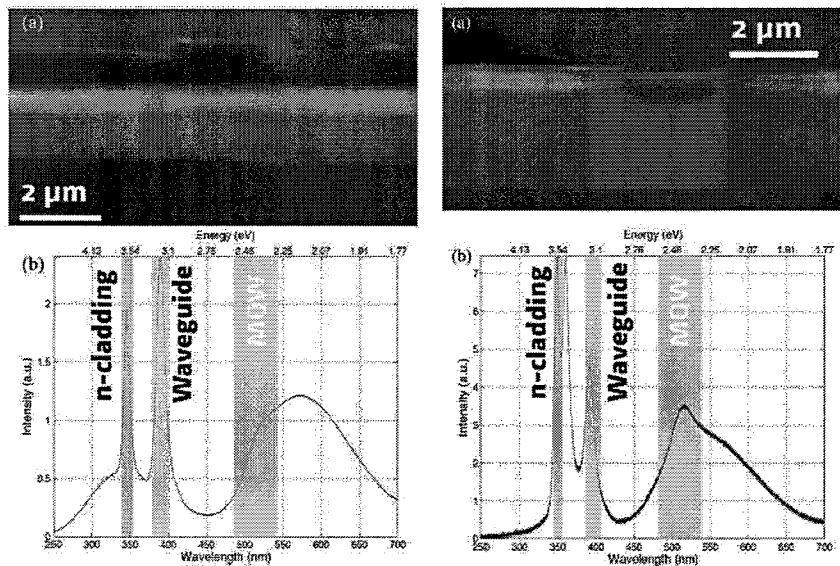 (a)
2 µm
(a)
2 µm
Energy (eV)
4.13 3.54 3.1 2.76 2.48 2.25 2.07 1.91 1.77
(b)
2
1.5
1
0.5
0
Intensity (a.u.)
n-cladding
Waveguide
MQW
250 300 350 400 450 500 550 600 650 700
Wavelength (nm)
Energy (eV)
4.13 3.54 3.1 2.76 2.48 2.25 2.07 1.91 1.77
(b)
7
6
5
4
3
2
1
0
Intensity (a.u.)
n-cladding
Waveguide
MQW
250 300 350 400 450 500 550 600 650 700
Wavelength (nm)